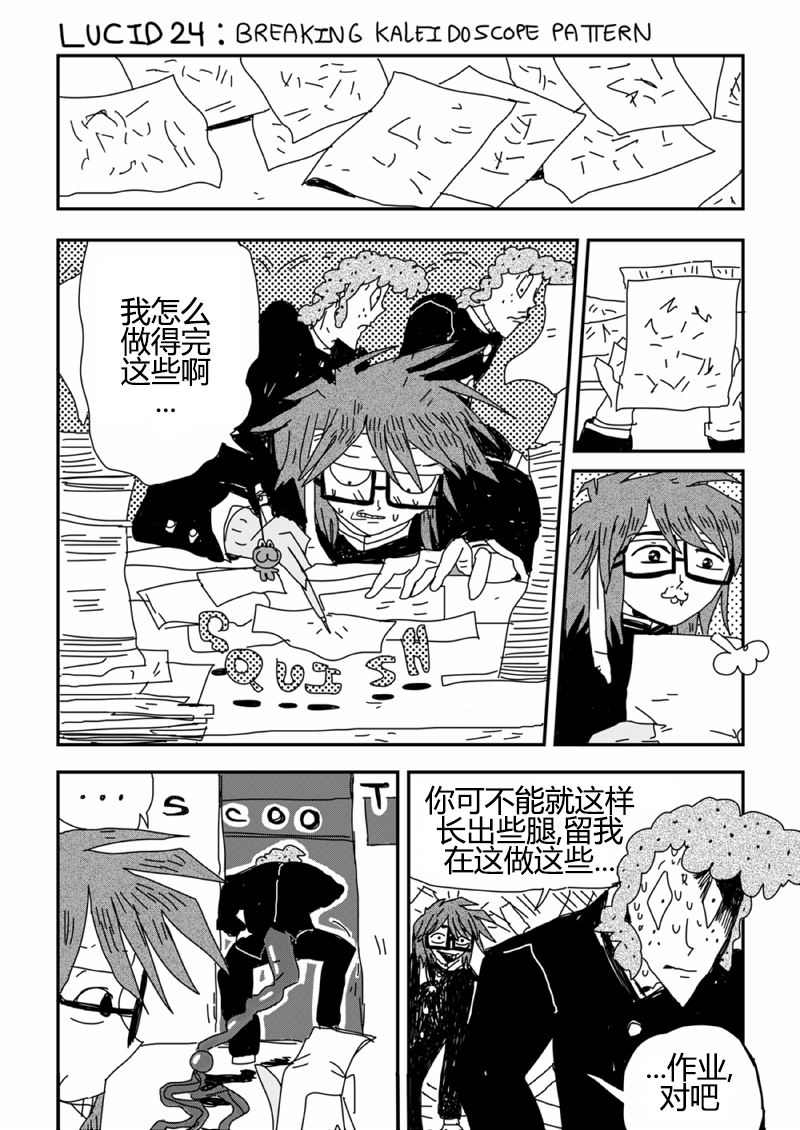 LUCID 24: BREAKING KALEIDOSCOPE PATTERN
我怎么
做得完
这些啊
...
SQUISH
...
SCOOT
你可不能就这样
长出些腿,留我
在这做这些...
...作业,
对吧